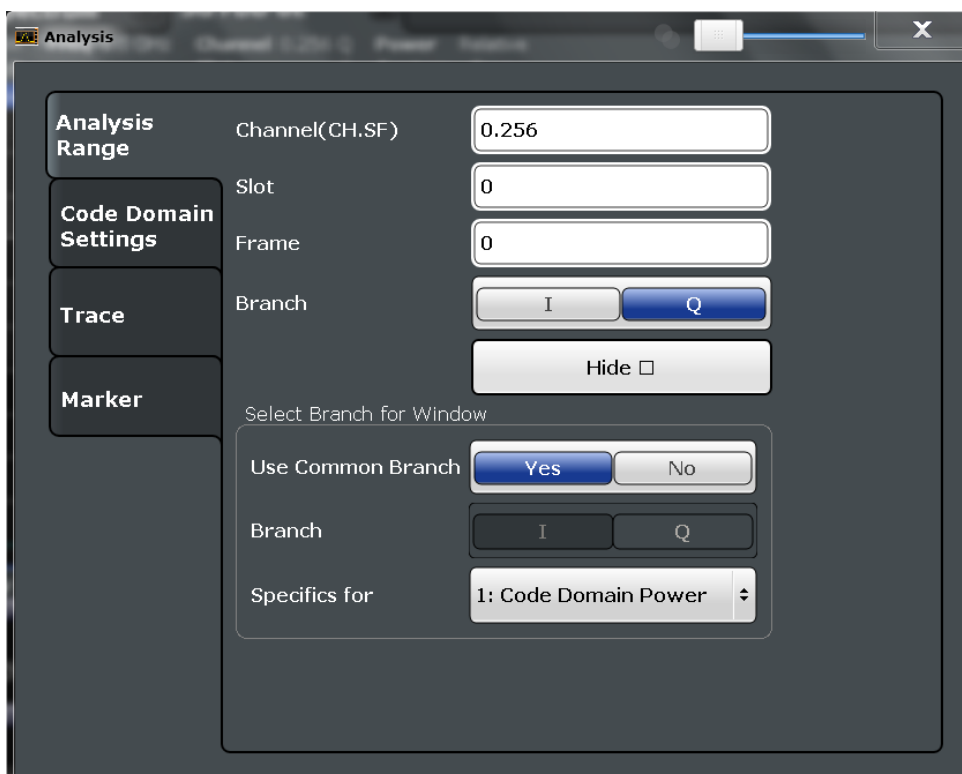 Analysis
X
Analysis Range
Channel(CH.SF) 0.256
Slot 0
Code Domain Settings
Frame 0
Trace
Branch I Q
Hide □
Marker
Select Branch for Window
Use Common Branch Yes No
Branch I Q
Specifics for 1: Code Domain Power